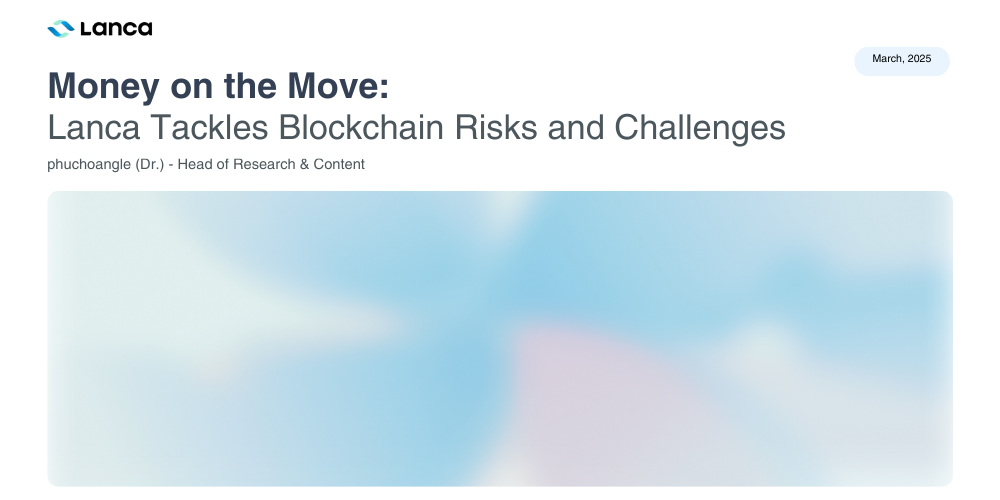 Lanca
March, 2025
Money on the Move:
Lanca Tackles Blockchain Risks and Challenges
phuchoangle (Dr.) - Head of Research & Content